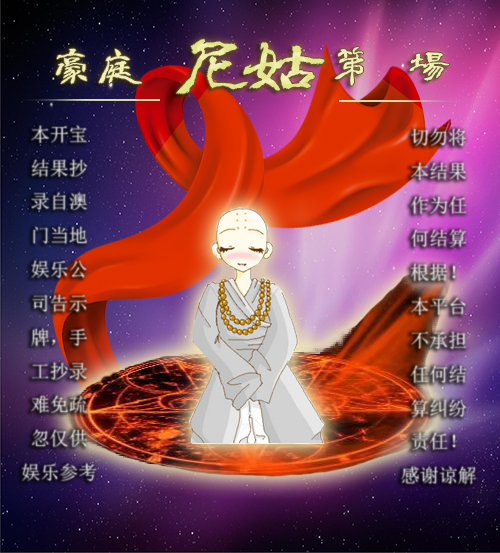 豪庭 尼姑 第 場
本开宝
结果抄
录自澳
门当地
娱乐公
司告示
牌，手
工抄录
难免疏
忽仅供
娱乐参考
切勿将
本结果
作为任
何结算
根据！
本平台
不承担
任何结
算纠纷
责任！
感谢谅解